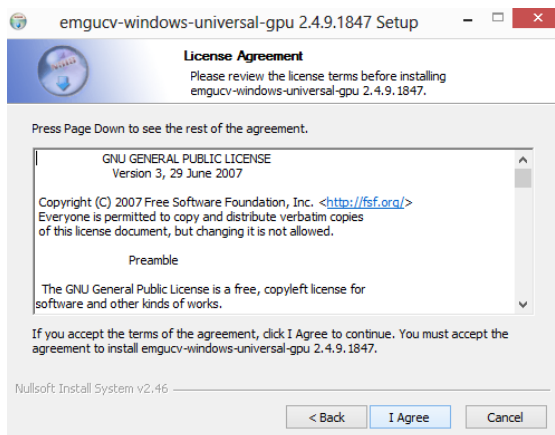 emgucv-windows-universal-gpu 2.4.9.1847 Setup
License Agreement
Please review the license terms before installing
emgucv-windows-universal-gpu 2.4.9.1847.
Press Page Down to see the rest of the agreement.
GNU GENERAL PUBLIC LICENSE
Version 3, 29 June 2007
Copyright (C) 2007 Free Software Foundation, Inc. <http://fsf.org/>
Everyone is permitted to copy and distribute verbatim copies
of this license document, but changing it is not allowed.
Preamble
The GNU General Public License is a free, copyleft license for
software and other kinds of works.
If you accept the terms of the agreement, click I Agree to continue. You must accept the
agreement to install emgucv-windows-universal-gpu 2.4.9.1847.
Nullsoft Install System v2.46
< Back I Agree Cancel